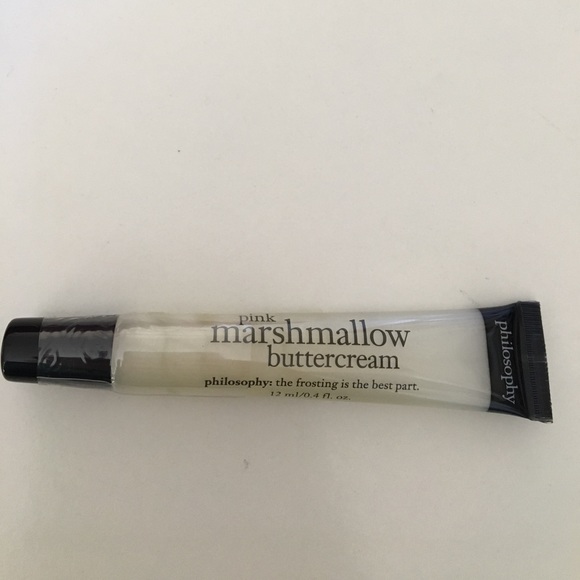 pink
marshmallow
buttercream
philosophy: the frosting is the best part.
12 ml/0.4 fl. oz.
philosophy